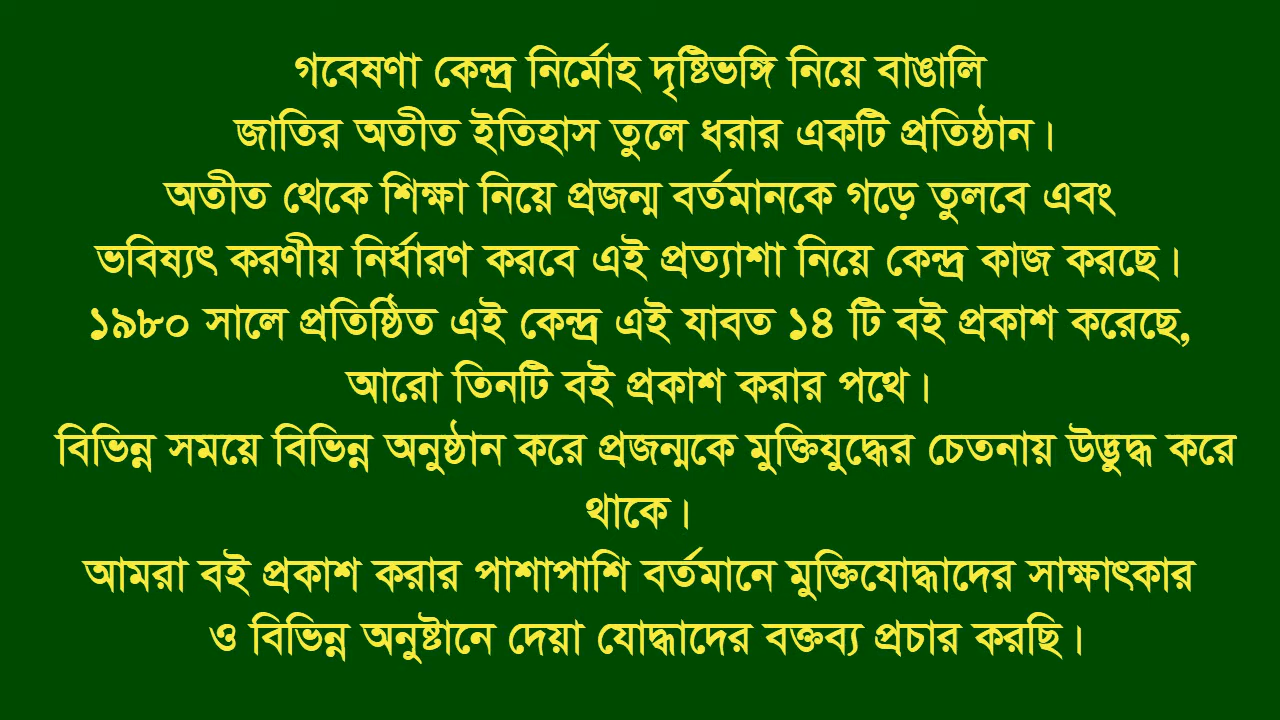 গবেষণা কেন্দ্র নির্মোহ দৃষ্টিভঙ্গি নিয়ে বাঙালি
জাতির অতীত ইতিহাস তুলে ধরার একটি প্রতিষ্ঠান।
অতীত থেকে শিক্ষা নিয়ে প্রজন্ম বর্তমানকে গড়ে তুলবে এবং
ভবিষ্যৎ করণীয় নির্ধারণ করবে এই প্রত্যাশা নিয়ে কেন্দ্র কাজ করছে।
১৯৮০ সালে প্রতিষ্ঠিত এই কেন্দ্র এই যাবত ১৪ টি বই প্রকাশ করেছে,
আরো তিনটি বই প্রকাশ করার পথে।
বিভিন্ন সময়ে বিভিন্ন অনুষ্ঠান করে প্রজন্মকে মুক্তিযুদ্ধের চেতনায় উদ্ভুদ্ধ করে
থাকে।
আমরা বই প্রকাশ করার পাশাপাশি বর্তমানে মুক্তিযোদ্ধাদের সাক্ষাৎকার
ও বিভিন্ন অনুষ্টানে দেয়া যোদ্ধাদের বক্তব্য প্রচার করছি।